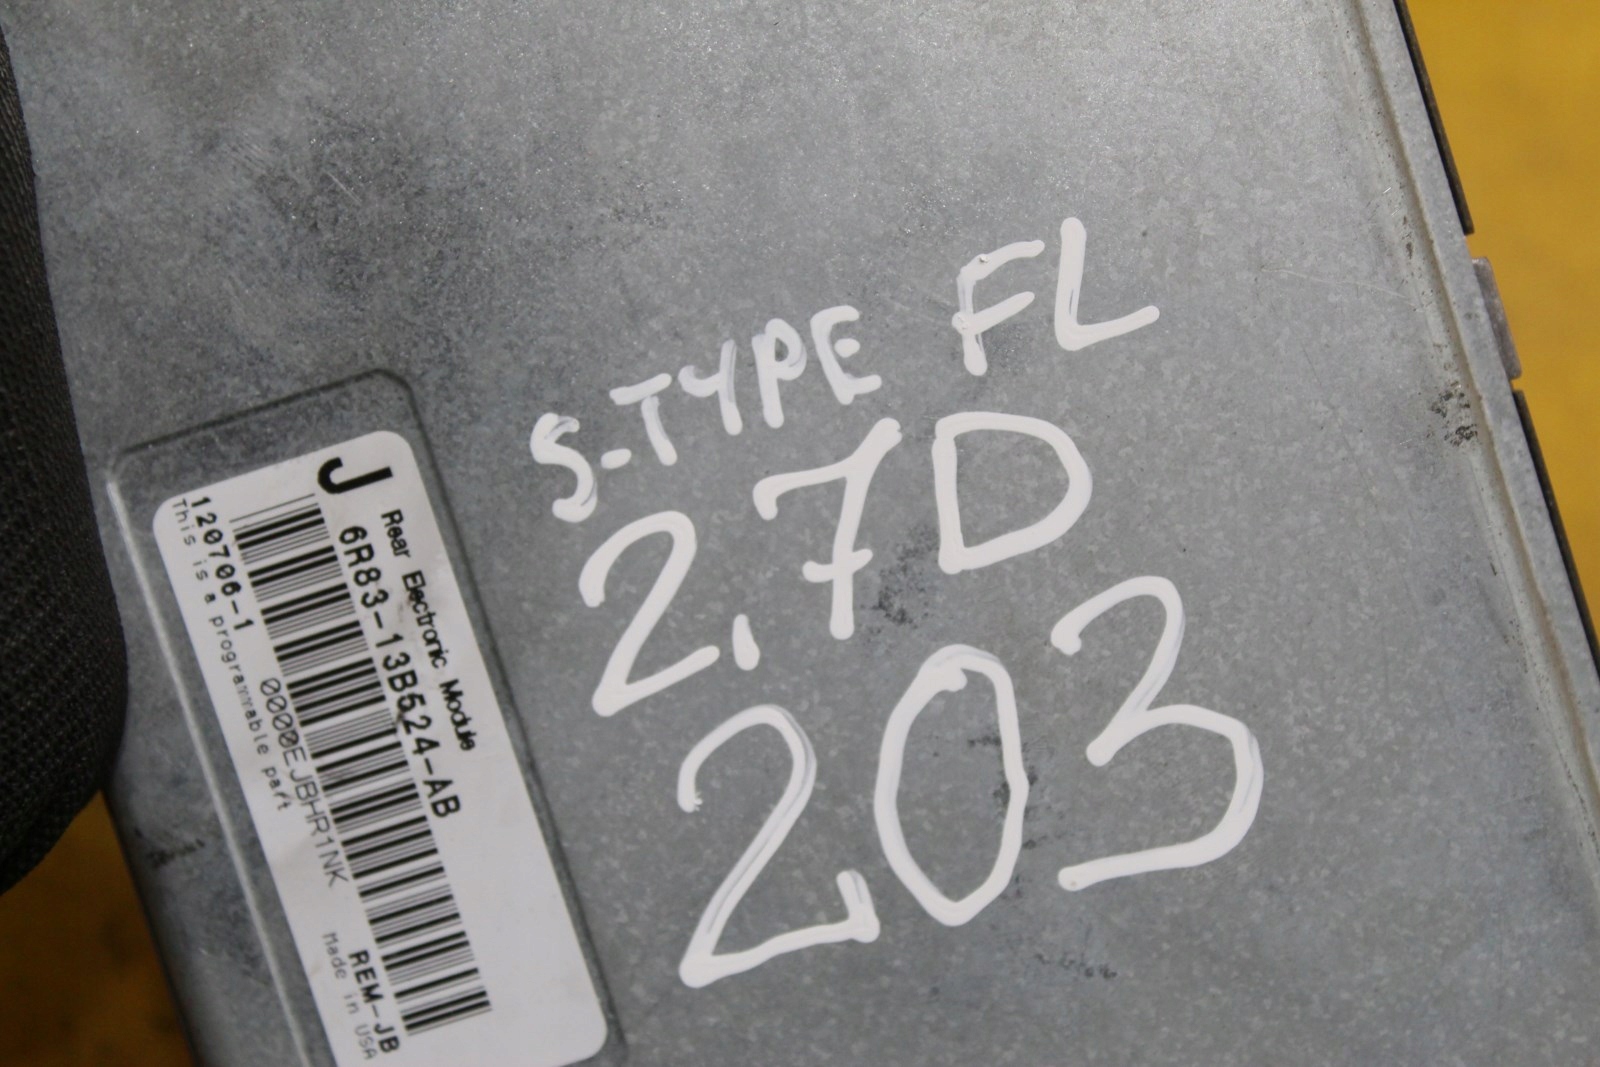 S-TYPE FL
2,7D
203
J
Rear Electronic Module
6R83-13B524-AB
120706-1 0000EJBHR1NK REM-JB
This is a programmable part Made in USA